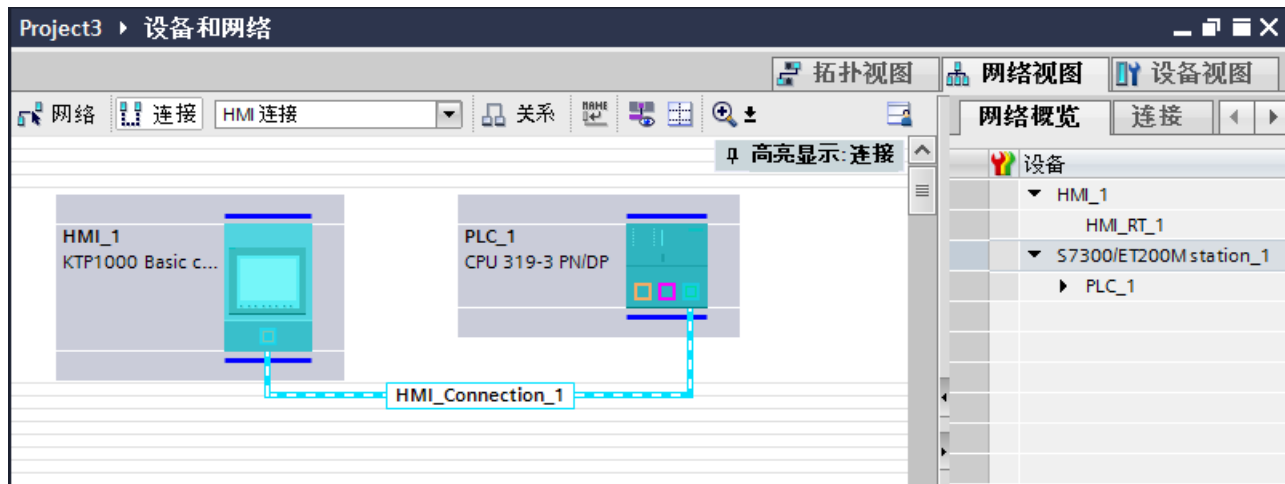 Project3 ▸ 设备和网络
拓扑视图 网络视图 设备视图
网络 连接 HMI 连接 关系 NAME
网络概览 连接
高亮显示:连接
设备
HMI_1
HMI_RT_1
S7300/ET200M station_1
PLC_1
HMI_1
KTP1000 Basic c...
PLC_1
CPU 319-3 PN/DP
HMI_Connection_1